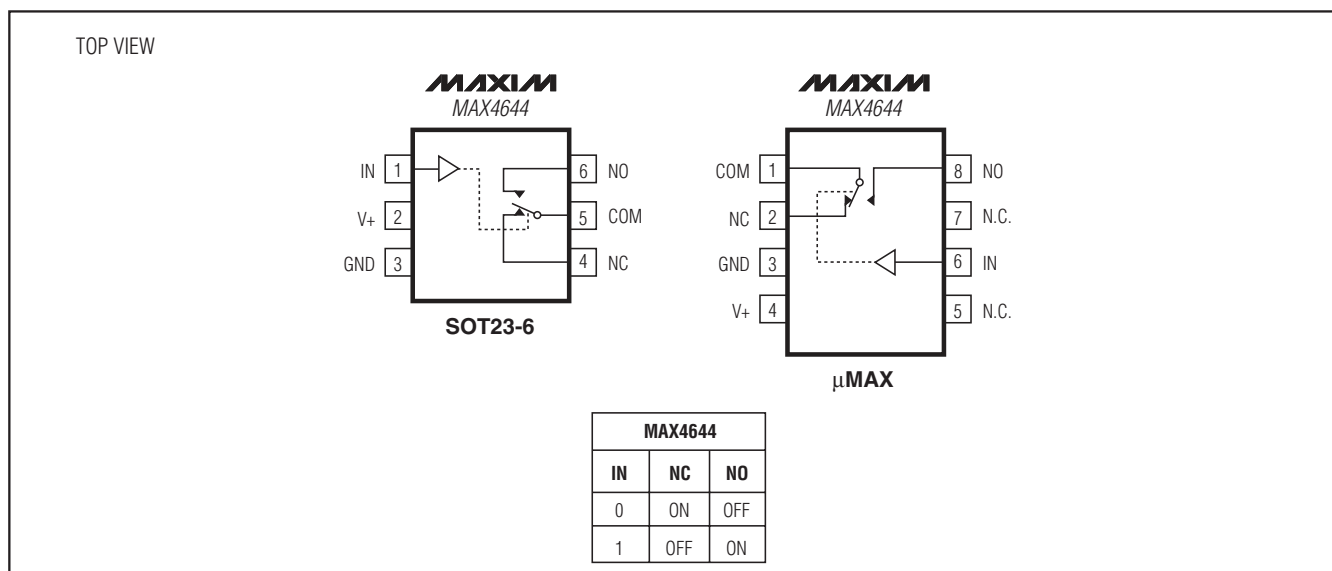 TOP VIEW
MAXIM
MAX4644
IN 1
V+ 2
GND 3
6 NO
5 COM
4 NC
SOT23-6
MAXIM
MAX4644
COM 1
NC 2
GND 3
V+ 4
8 NO
7 N.C.
6 IN
5 N.C.
μMAX
MAX4644
IN NC NO
0 ON OFF
1 OFF ON